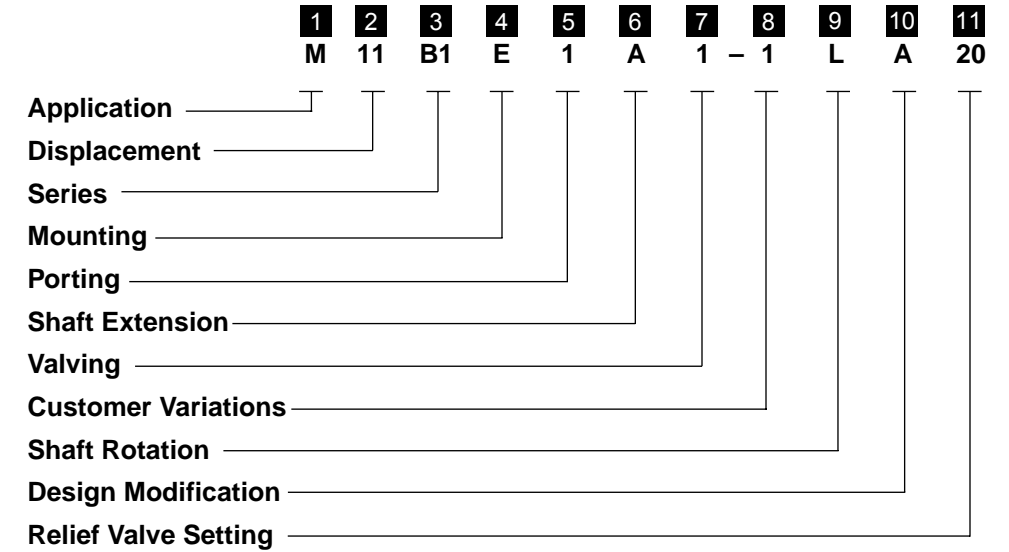 1 2 3 4 5 6 7 8 9 10 11
M 11 B1 E 1 A 1 – 1 L A 20
Application
Displacement
Series
Mounting
Porting
Shaft Extension
Valving
Customer Variations
Shaft Rotation
Design Modification
Relief Valve Setting